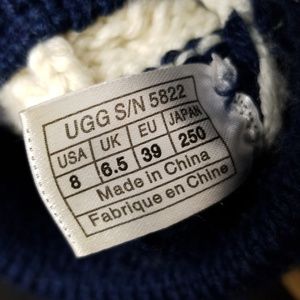 UGG S/N 5822
USA UK EU JAPAN
8 6.5 39 250
Made in China
Fabrique en Chine